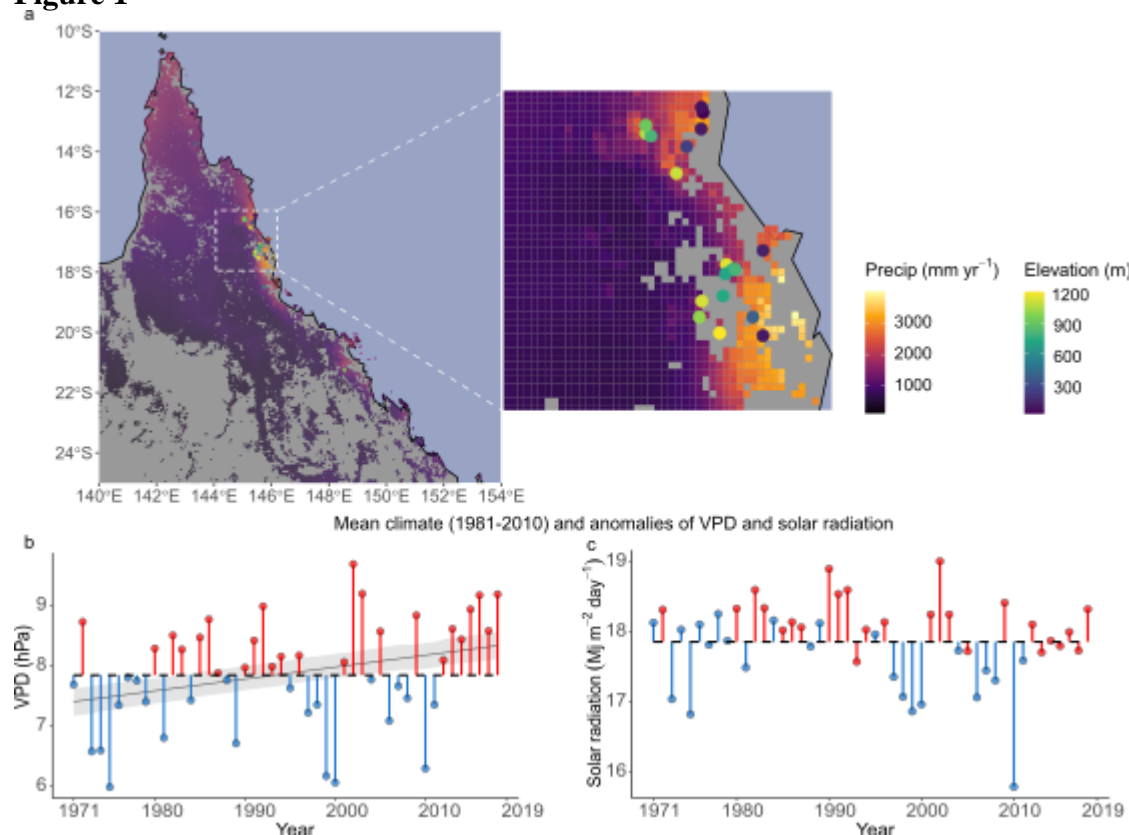 a
10°S
12°S
14°S
16°S
18°S
20°S
22°S
24°S
140°E 142°E 144°E 146°E 148°E 150°E 152°E 154°E
Precip (mm yr⁻¹)
3000
2000
1000
Elevation (m)
1200
900
600
300
Mean climate (1981-2010) and anomalies of VPD and solar radiation
b
VPD (hPa)
9
8
7
6
1971 1980 1990 2000 2010 2019
Year
c
Solar radiation (Mj m⁻² day⁻¹)
19
18
17
16
1971 1980 1990 2000 2010 2019
Year